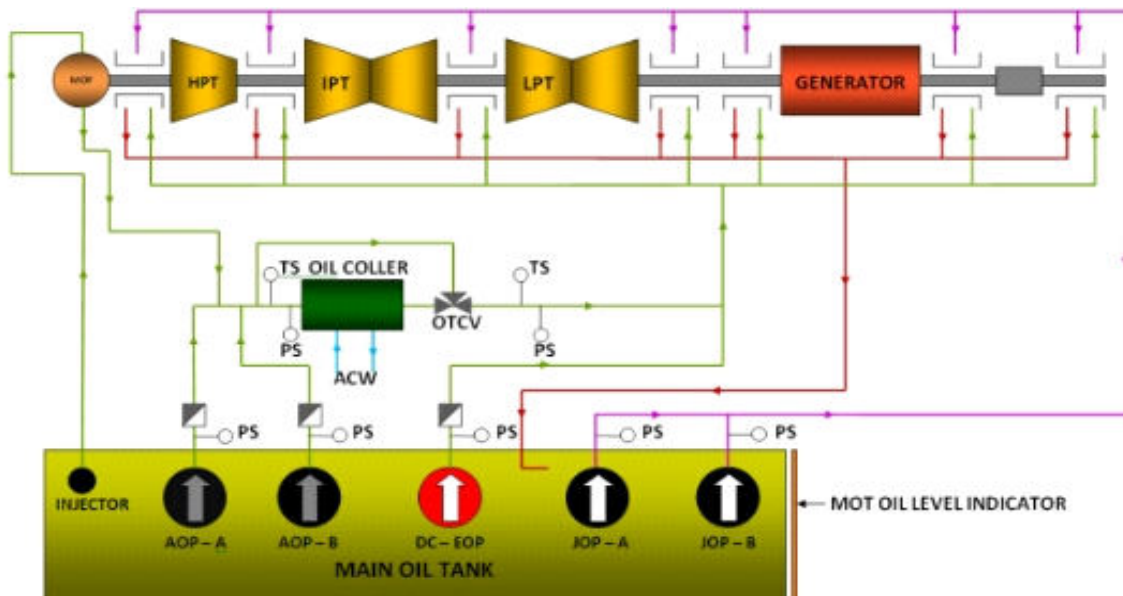 MOP
HPT
IPT
LPT
GENERATOR
TS OIL COLLER
TS
OTCV
PS
PS
ACW
PS
PS
PS
PS
PS
INJECTOR
MOT OIL LEVEL INDICATOR
AOP – A
AOP – B
DC – EOP
JOP – A
JOP – B
MAIN OIL TANK